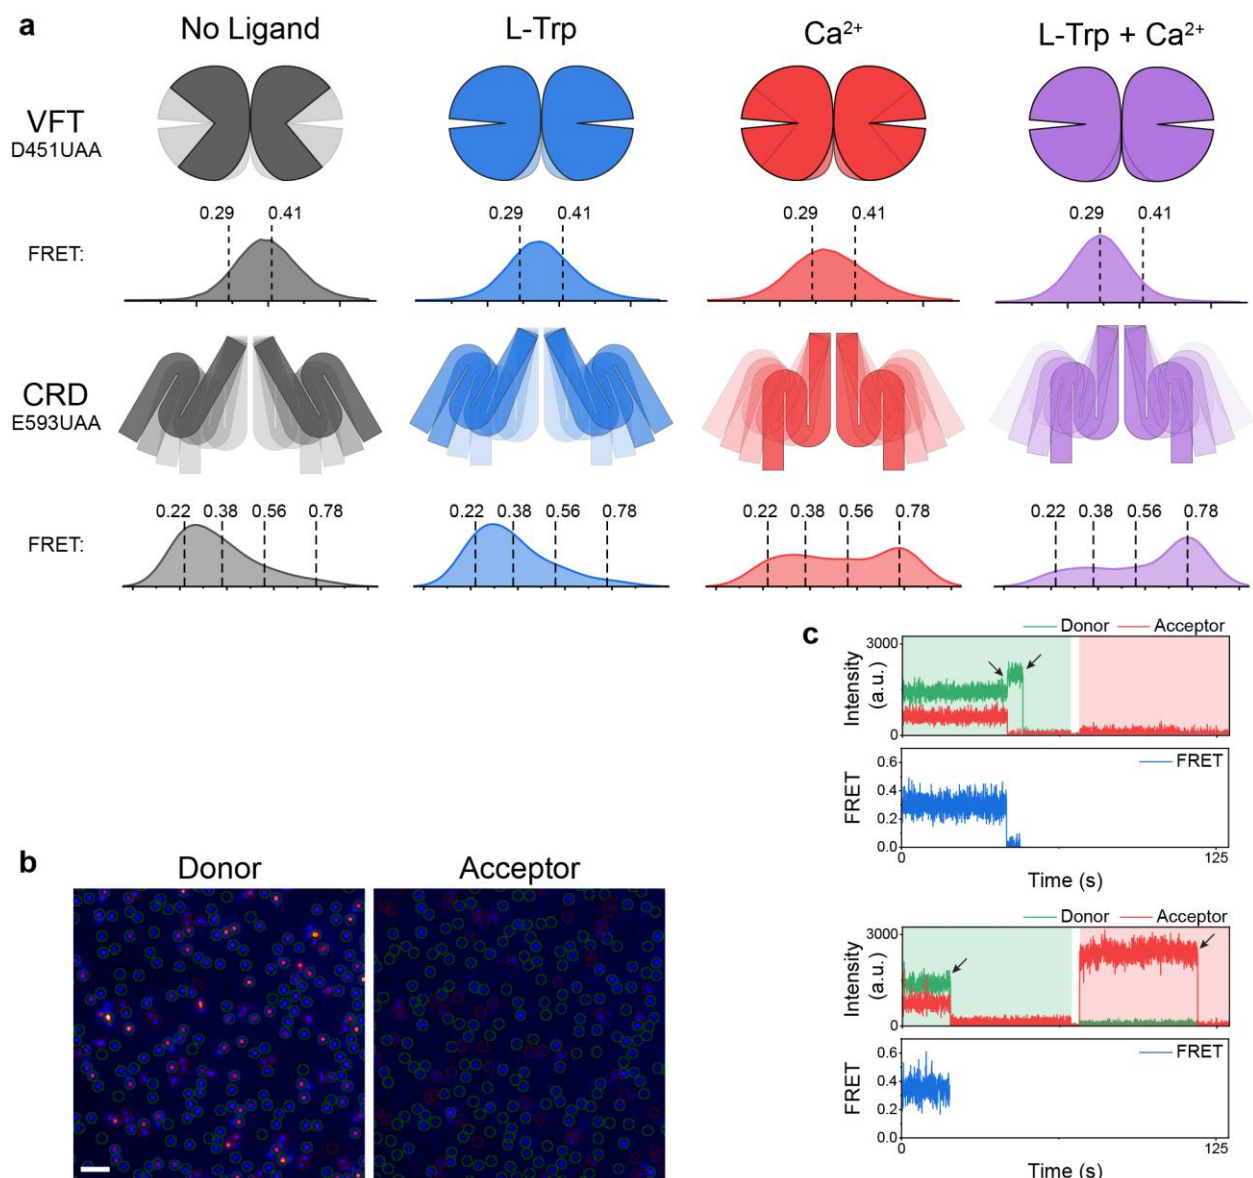 a
No Ligand L-Trp Ca²⁺ L-Trp + Ca²⁺
VFT
D451UAA
0.29 0.41 0.29 0.41 0.29 0.41 0.29 0.41
FRET:
CRD
E593UAA
0.22 0.38 0.56 0.78 0.22 0.38 0.56 0.78 0.22 0.38 0.56 0.78 0.22 0.38 0.56 0.78
FRET:
b
Donor Acceptor
c
Donor Acceptor
Intensity
(a.u.)
3000
0
FRET
FRET
0.6
0.4
0.2
0.0
0 125
Time (s)
Donor Acceptor
Intensity
(a.u.)
3000
0
FRET
FRET
0.6
0.4
0.2
0.0
0 125
Time (s)